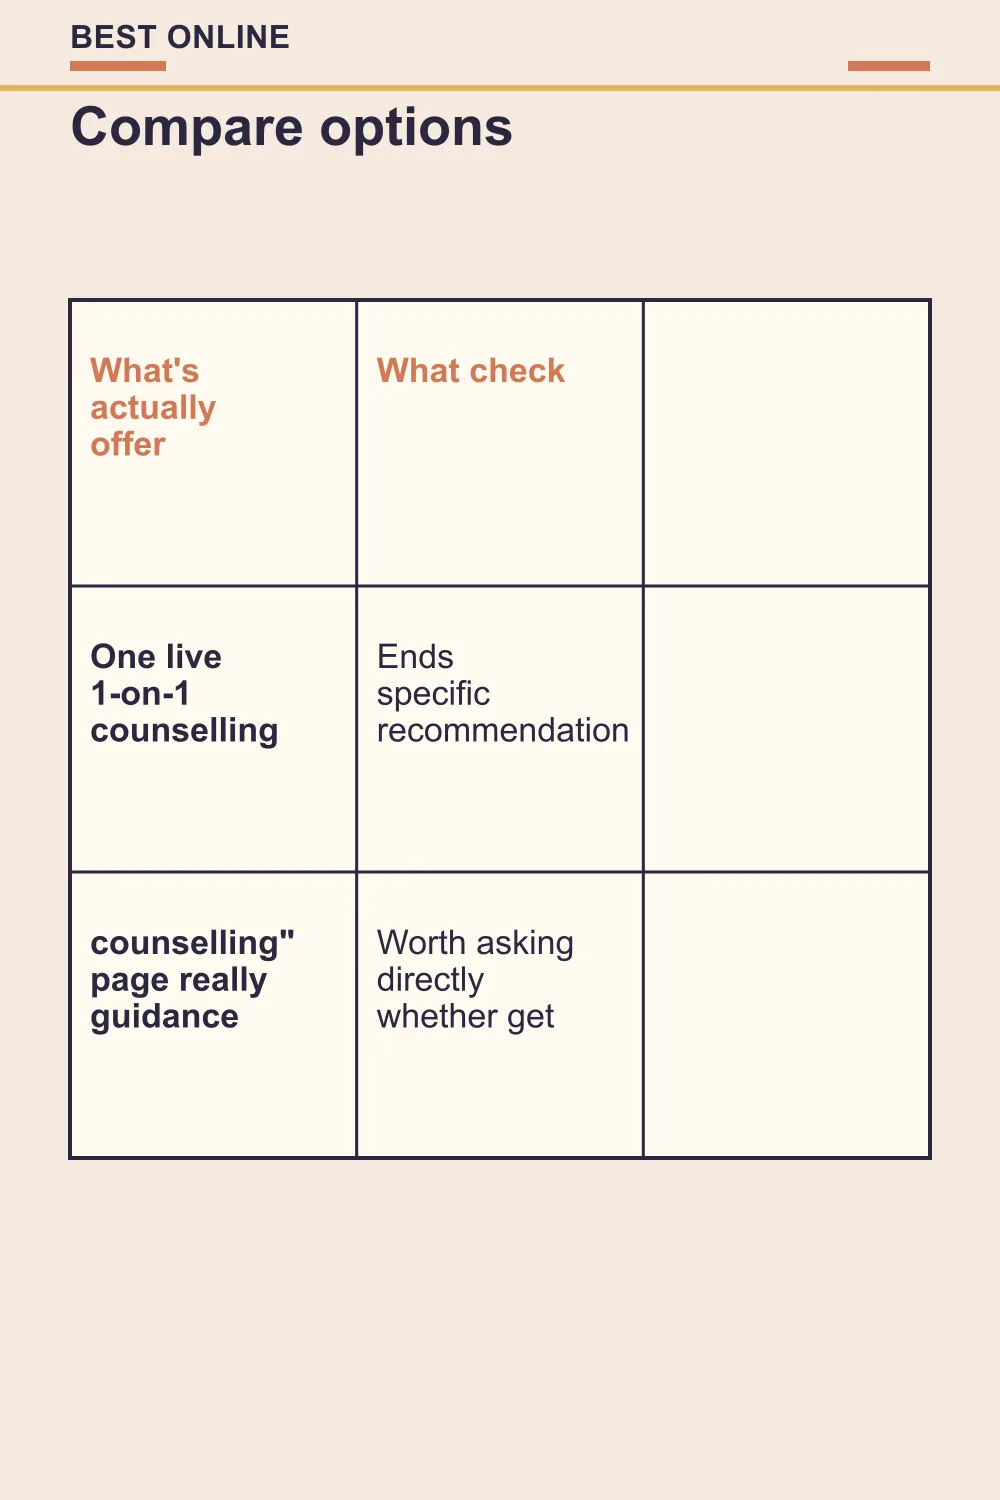 BEST ONLINE
Compare options
What's
actually
offer
What check
One live
1-on-1
counselling
Ends
specific
recommendation
counselling"
page really
guidance
Worth asking
directly
whether get